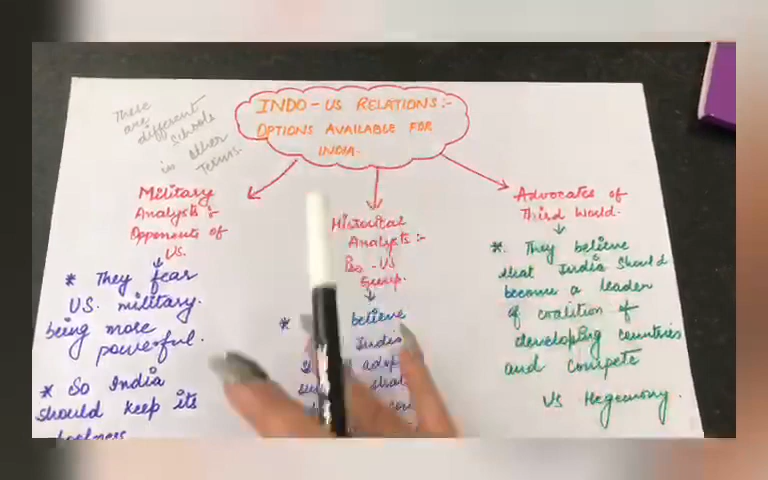 INDO-US RELATIONS:-
OPTIONS AVAILABLE FOR
INDIA.
These
are
different
schools
in other
terms.
Military
Analysts:-
Opponents of
US.
* They fear
US. military.
being more
powerful.
* So India
should keep its
Historical
Analysts:-
Pro-US
Group.
*
believe
India
Advocates of
Third World.
*. They believe
that India should
become a leader
of coalition of
developing countries
and compete
US Hegemony.